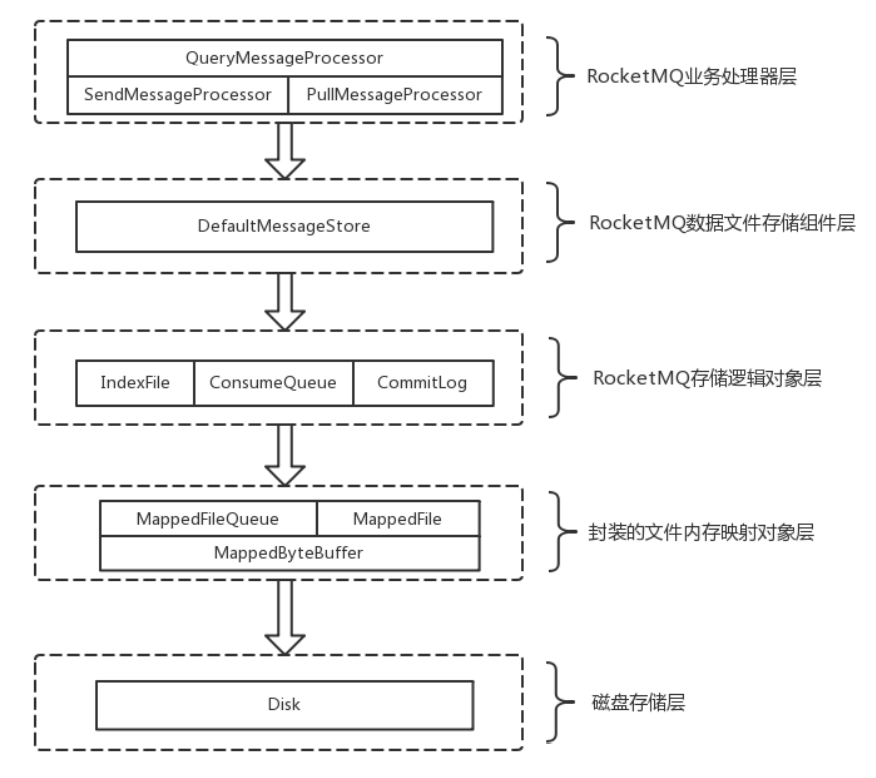 QueryMessageProcessor
SendMessageProcessor PullMessageProcessor
RocketMQ业务处理器层
DefaultMessageStore
RocketMQ数据文件存储组件层
IndexFile ConsumeQueue CommitLog
RocketMQ存储逻辑对象层
MappedFileQueue MappedFile
MappedByteBuffer
封装的文件内存映射对象层
Disk
磁盘存储层